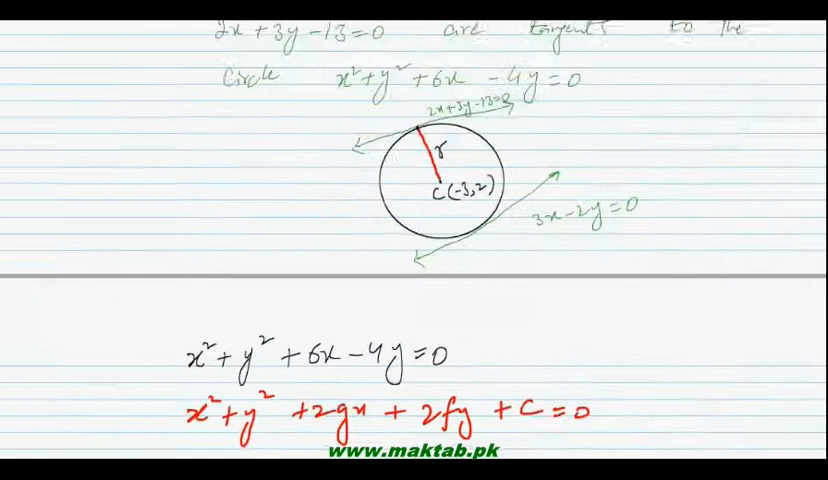 2x + 3y - 13 = 0 are tangents to the
Circle x² + y² + 6x - 4y = 0
2x+3y-13=0
r
C(-3,2)
3x-2y=0
x² + y² + 6x - 4y = 0
x² + y² + 2gx + 2fy + C = 0
www.maktab.pk